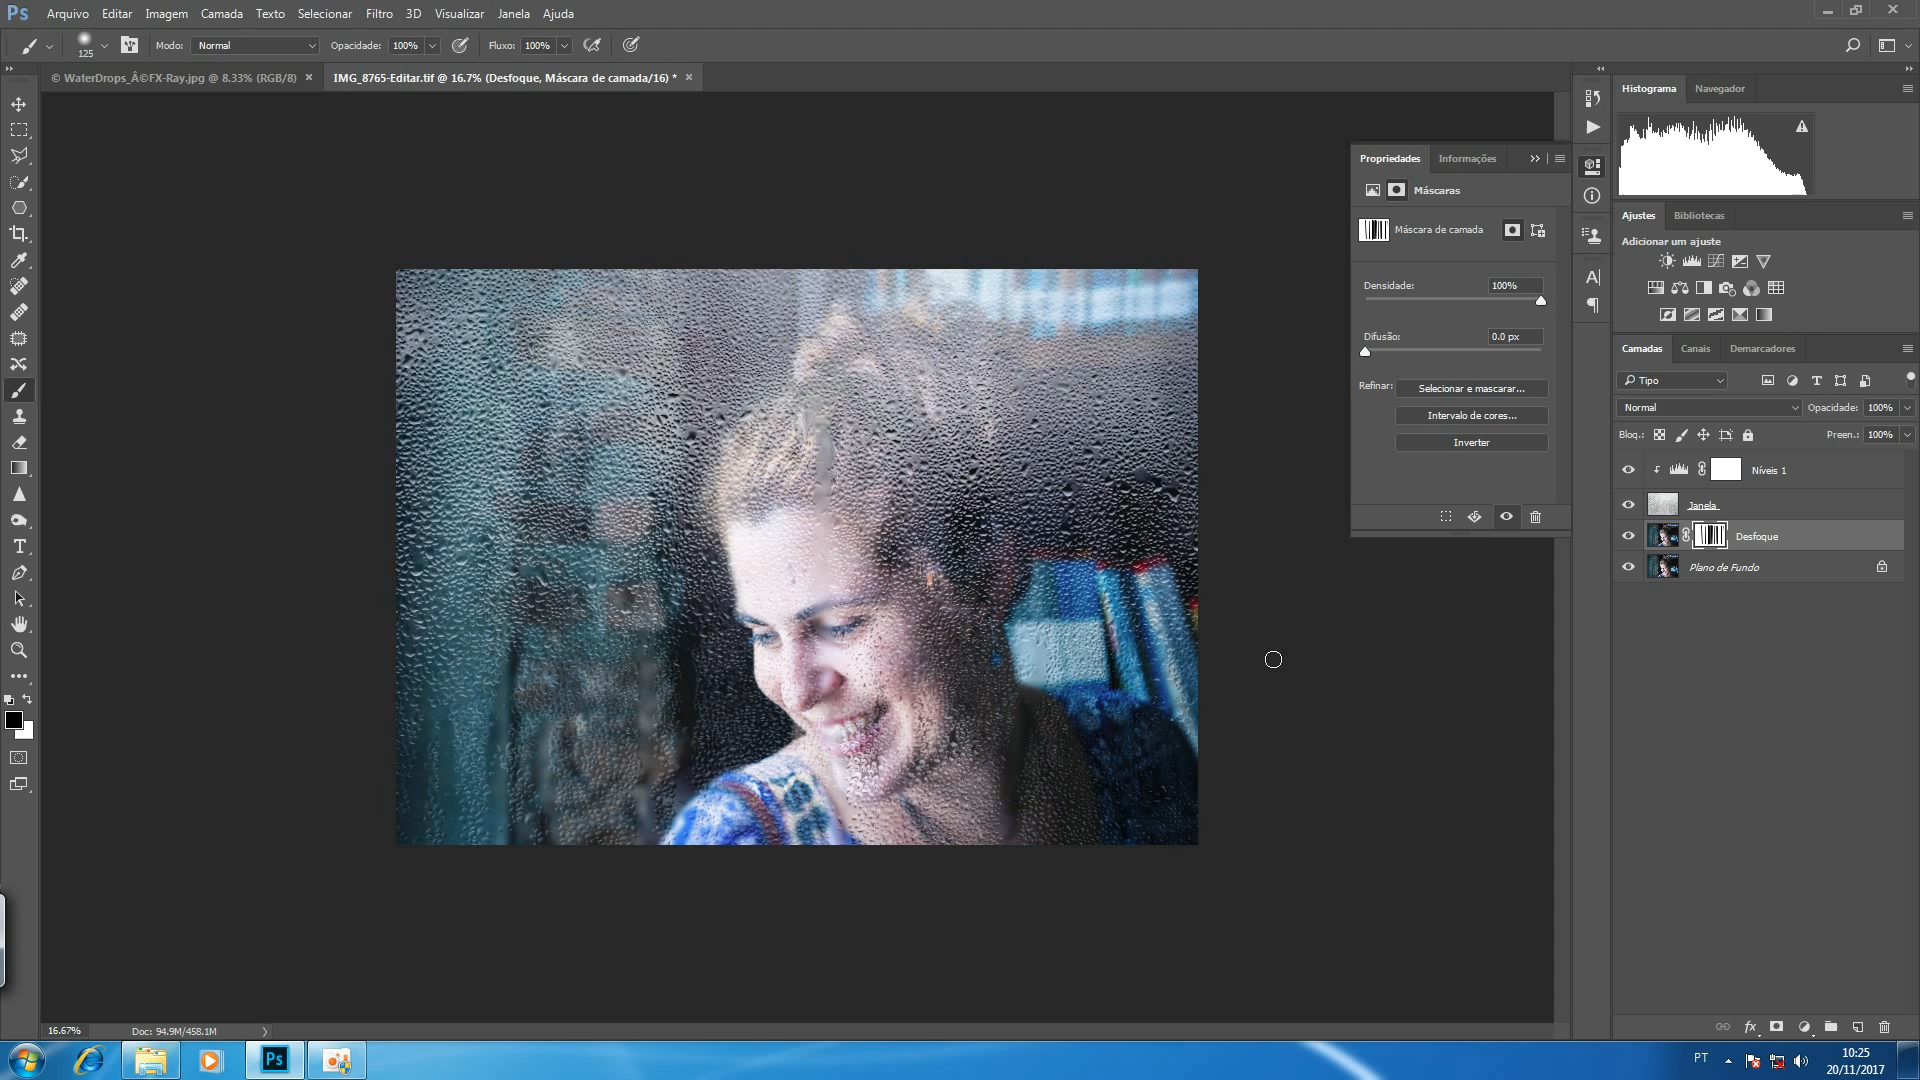 Ps Arquivo Editar Imagem Camada Texto Selecionar Filtro 3D Visualizar Janela Ajuda
125 Modo: Normal Opacidade: 100% Fluxo: 100%
© WaterDrops_Â©FX-Ray.jpg @ 8.33% (RGB/8) × IMG_8765-Editar.tif @ 16.7% (Desfoque, Máscara de camada/16) * ×
Histograma Navegador
Propriedades Informações
Máscaras
Máscara de camada
Densidade: 100%
Difusão: 0.0 px
Refinar: Selecionar e mascarar...
Intervalo de cores...
Inverter
Ajustes Bibliotecas
Adicionar um ajuste
Camadas Canais Demarcadores
Tipo
Normal Opacidade: 100%
Bloq.: Preen.: 100%
Níveis 1
Janela
Desfoque
Plano de Fundo
16.67% Doc: 94.9M/458.1M
Ps
PT
10:25
20/11/2017